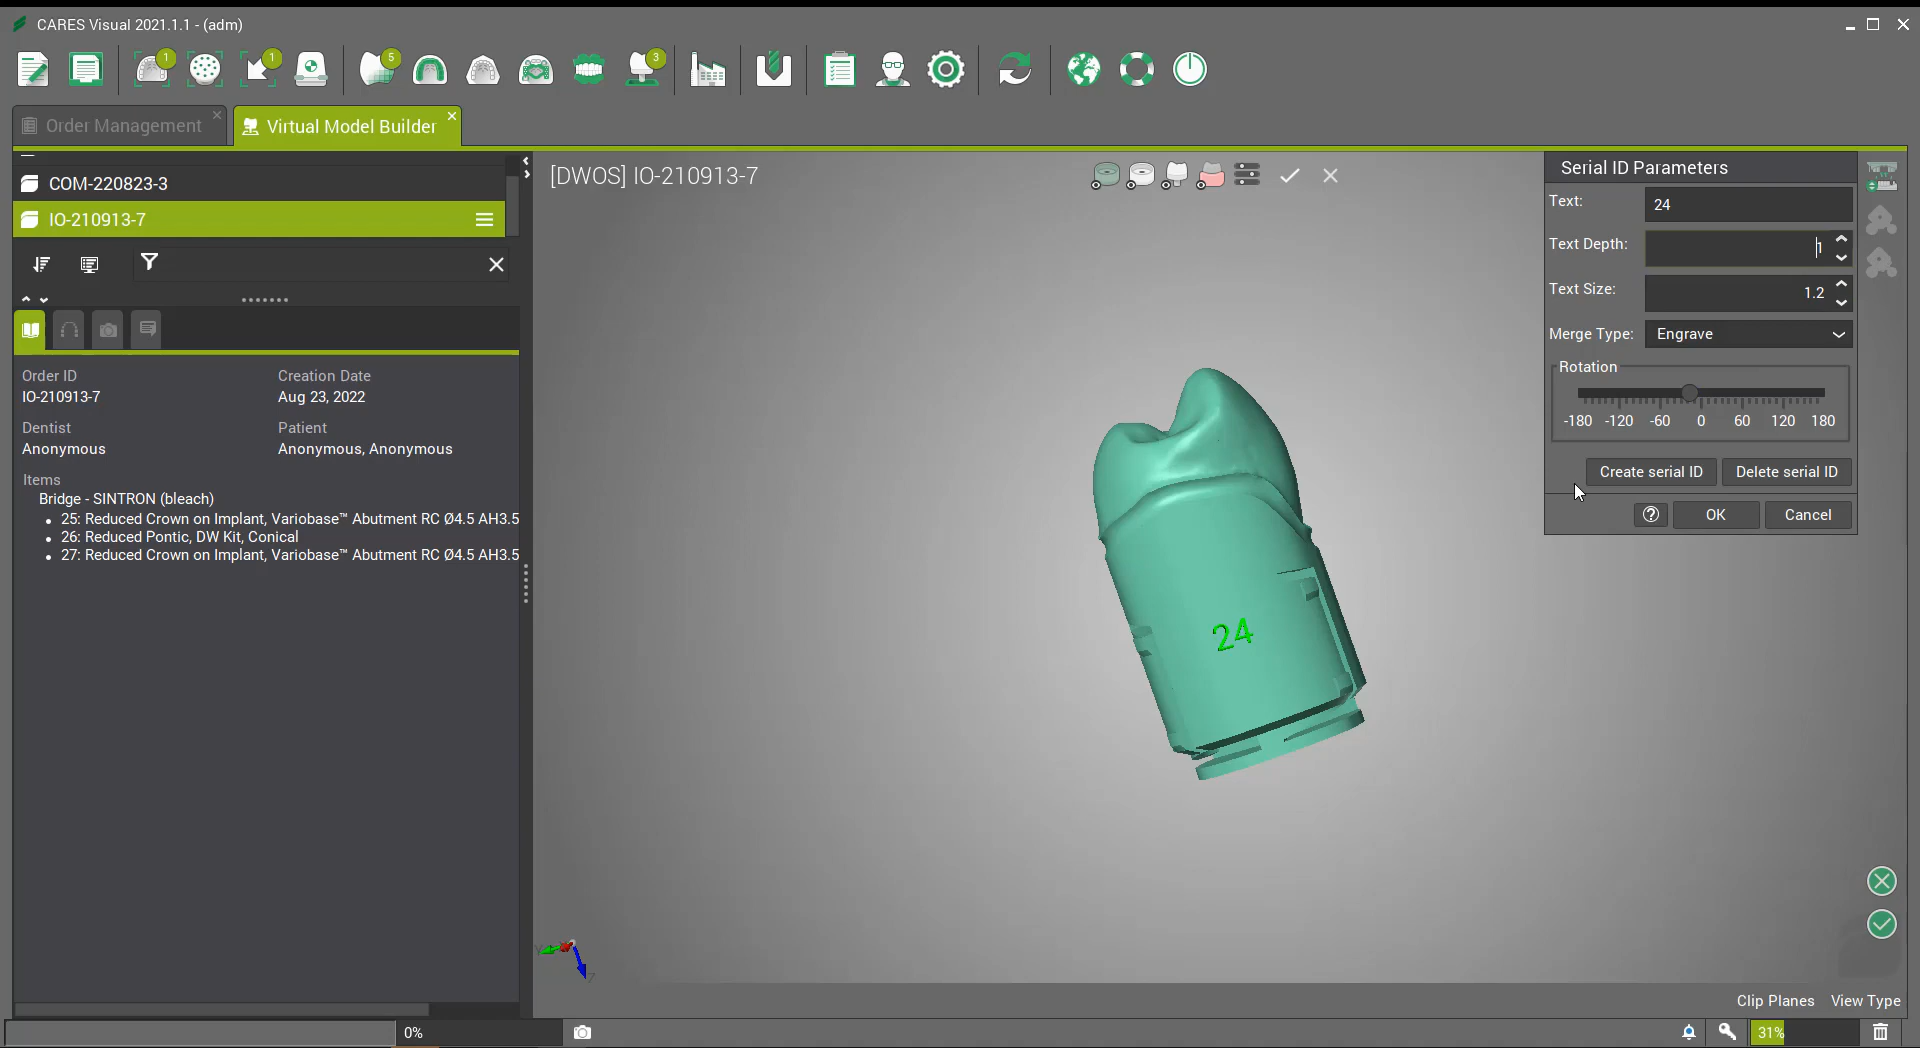 CARES Visual 2021.1.1 - (adm)
1
1
5
3
Order Management
Virtual Model Builder
COM-220823-3
IO-210913-7
[DWOS] IO-210913-7
Order ID
Creation Date
IO-210913-7
Aug 23, 2022
Dentist
Patient
Anonymous
Anonymous, Anonymous
Items
Bridge - SINTRON (bleach)
25: Reduced Crown on Implant, Variobase™ Abutment RC Ø4.5 AH3.5
26: Reduced Pontic, DW Kit, Conical
27: Reduced Crown on Implant, Variobase™ Abutment RC Ø4.5 AH3.5
24
Serial ID Parameters
Text: 24
Text Depth: 1
Text Size: 1.2
Merge Type: Engrave
Rotation
-180 -120 -60 0 60 120 180
Create serial ID Delete serial ID
OK Cancel
Clip Planes View Type
0%
31%